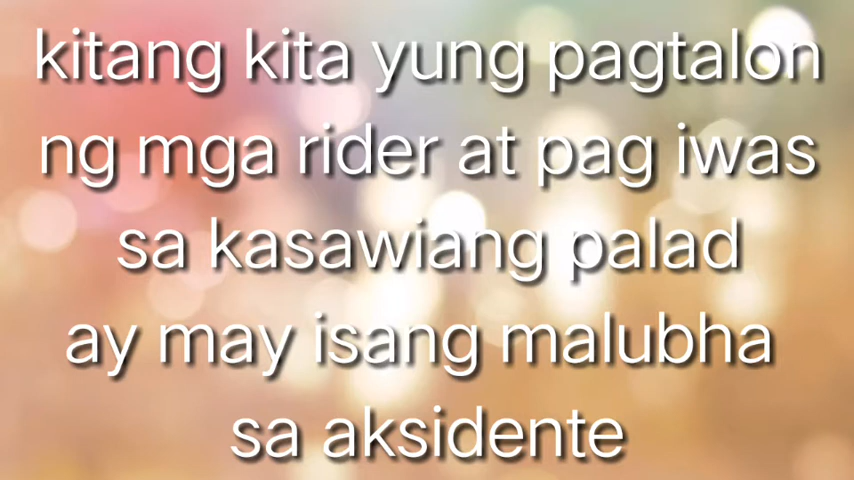 kitang kita yung pagtalon
ng mga rider at pag iwas
sa kasawiang palad
ay may isang malubha
sa aksidente